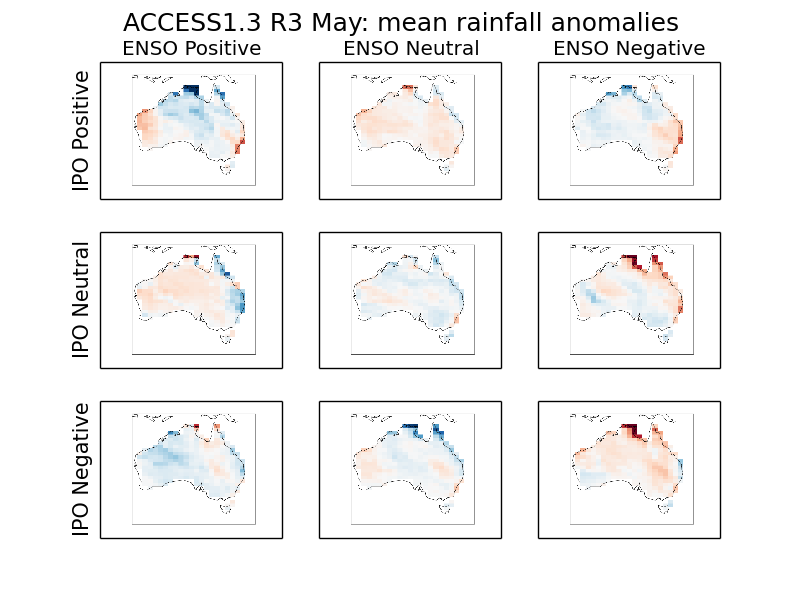 ACCESS1.3 R3 May: mean rainfall anomalies
ENSO Positive ENSO Neutral ENSO Negative
IPO Positive
IPO Neutral
IPO Negative